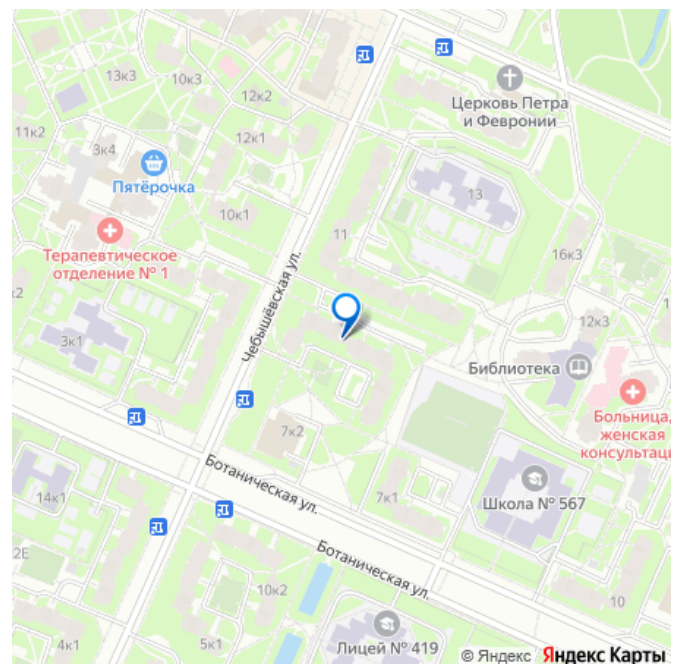 13к3
10к3
12к2
Церковь Петра
и Февронии
11к2
3к4
12к1
Пятёрочка
13
10к1
11
Терапевтическое
отделение № 1
16к3
Чебышёвская ул.
12к3
3к1
Библиотека
Больница,
женская
консультаци
7к2
Ботаническая ул.
14к1
7к1
Школа № 567
2Е
Ботаническая ул.
10к2
10
4к1
5к1
Лицей № 419
© Яндекс Яндекс Карты